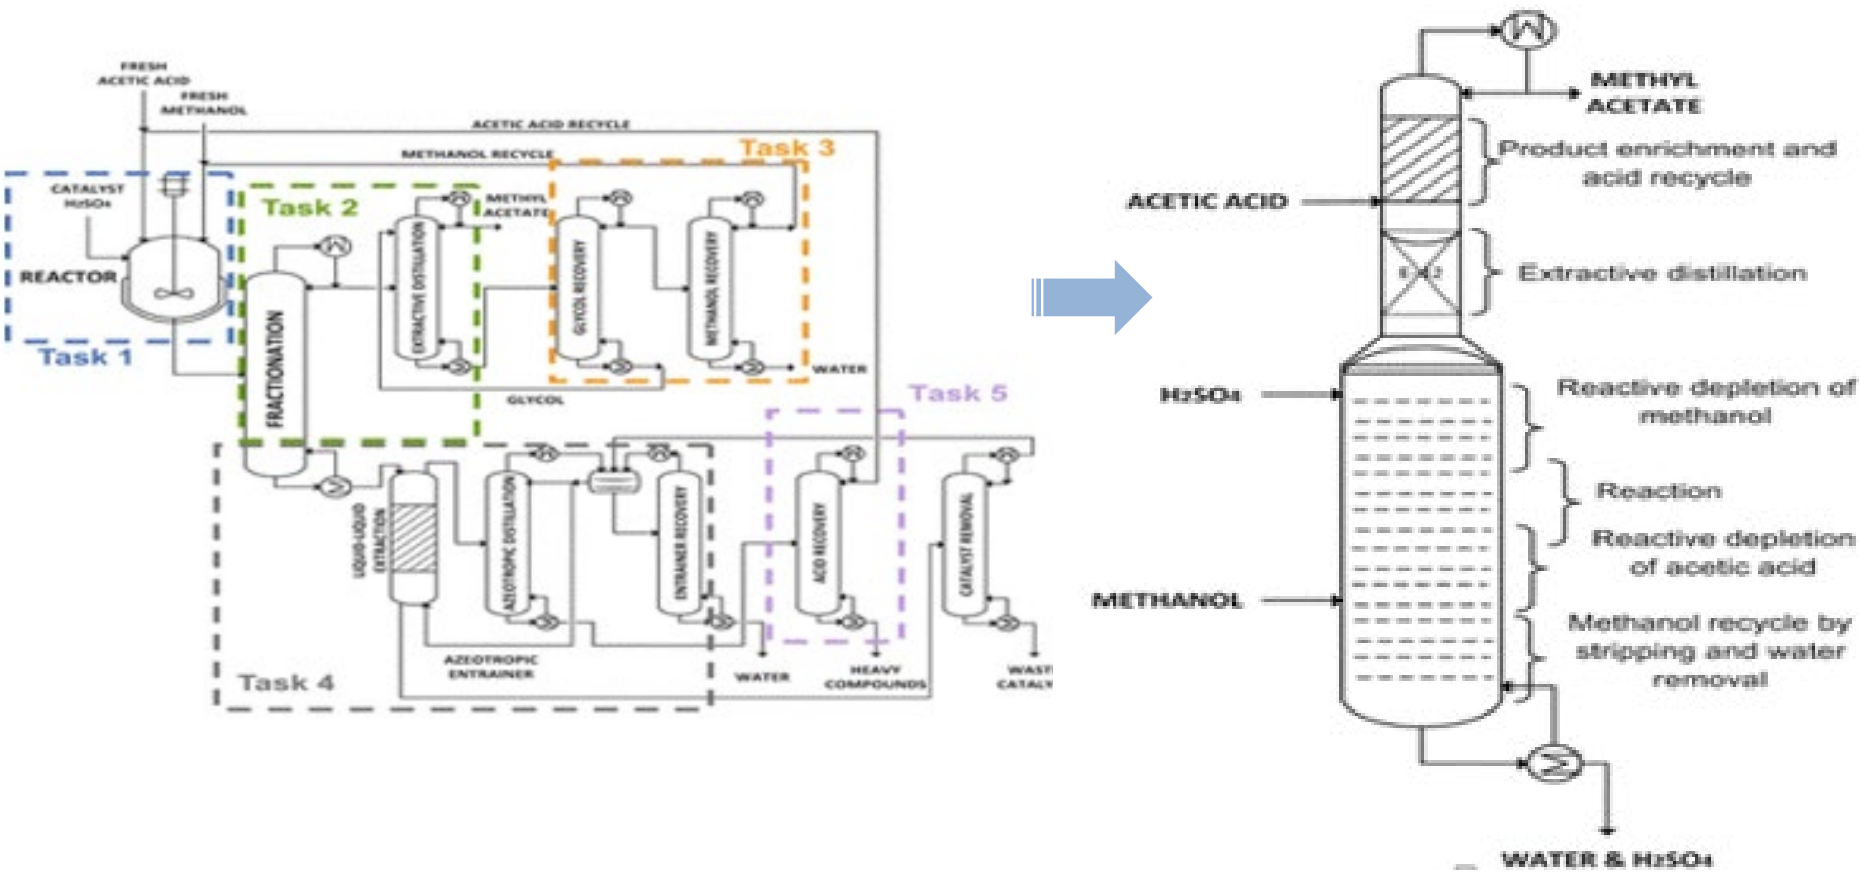 FRESH
ACETIC ACID
FRESH
METHANOL
ACETIC ACID RECYCLE
METHANOL RECYCLE
Task 3
CATALYST
H2SO4
REACTOR
Task 1
Task 2
FRACTIONATION
EXTRACTIVE DISTILLATION
METHYL
ACETATE
GLYCOL RECOVERY
METHANOL RECOVERY
WATER
GLYCOL
Task 5
LIQUID-LIQUID
EXTRACTION
AZEOTROPIC DISTILLATION
ENTRAINER RECOVERY
ACID RECOVERY
CATALYST REMOVAL
AZEOTROPIC
ENTRAINER
Task 4
WATER
HEAVY
COMPOUNDS
WAST
CATALY
METHYL
ACETATE
Product enrichment and
acid recycle
ACETIC ACID
Extractive distillation
H2SO4
Reactive depletion of
methanol
Reaction
Reactive depletion
of acetic acid
METHANOL
Methanol recycle by
stripping and water
removal
WATER & H2SO4